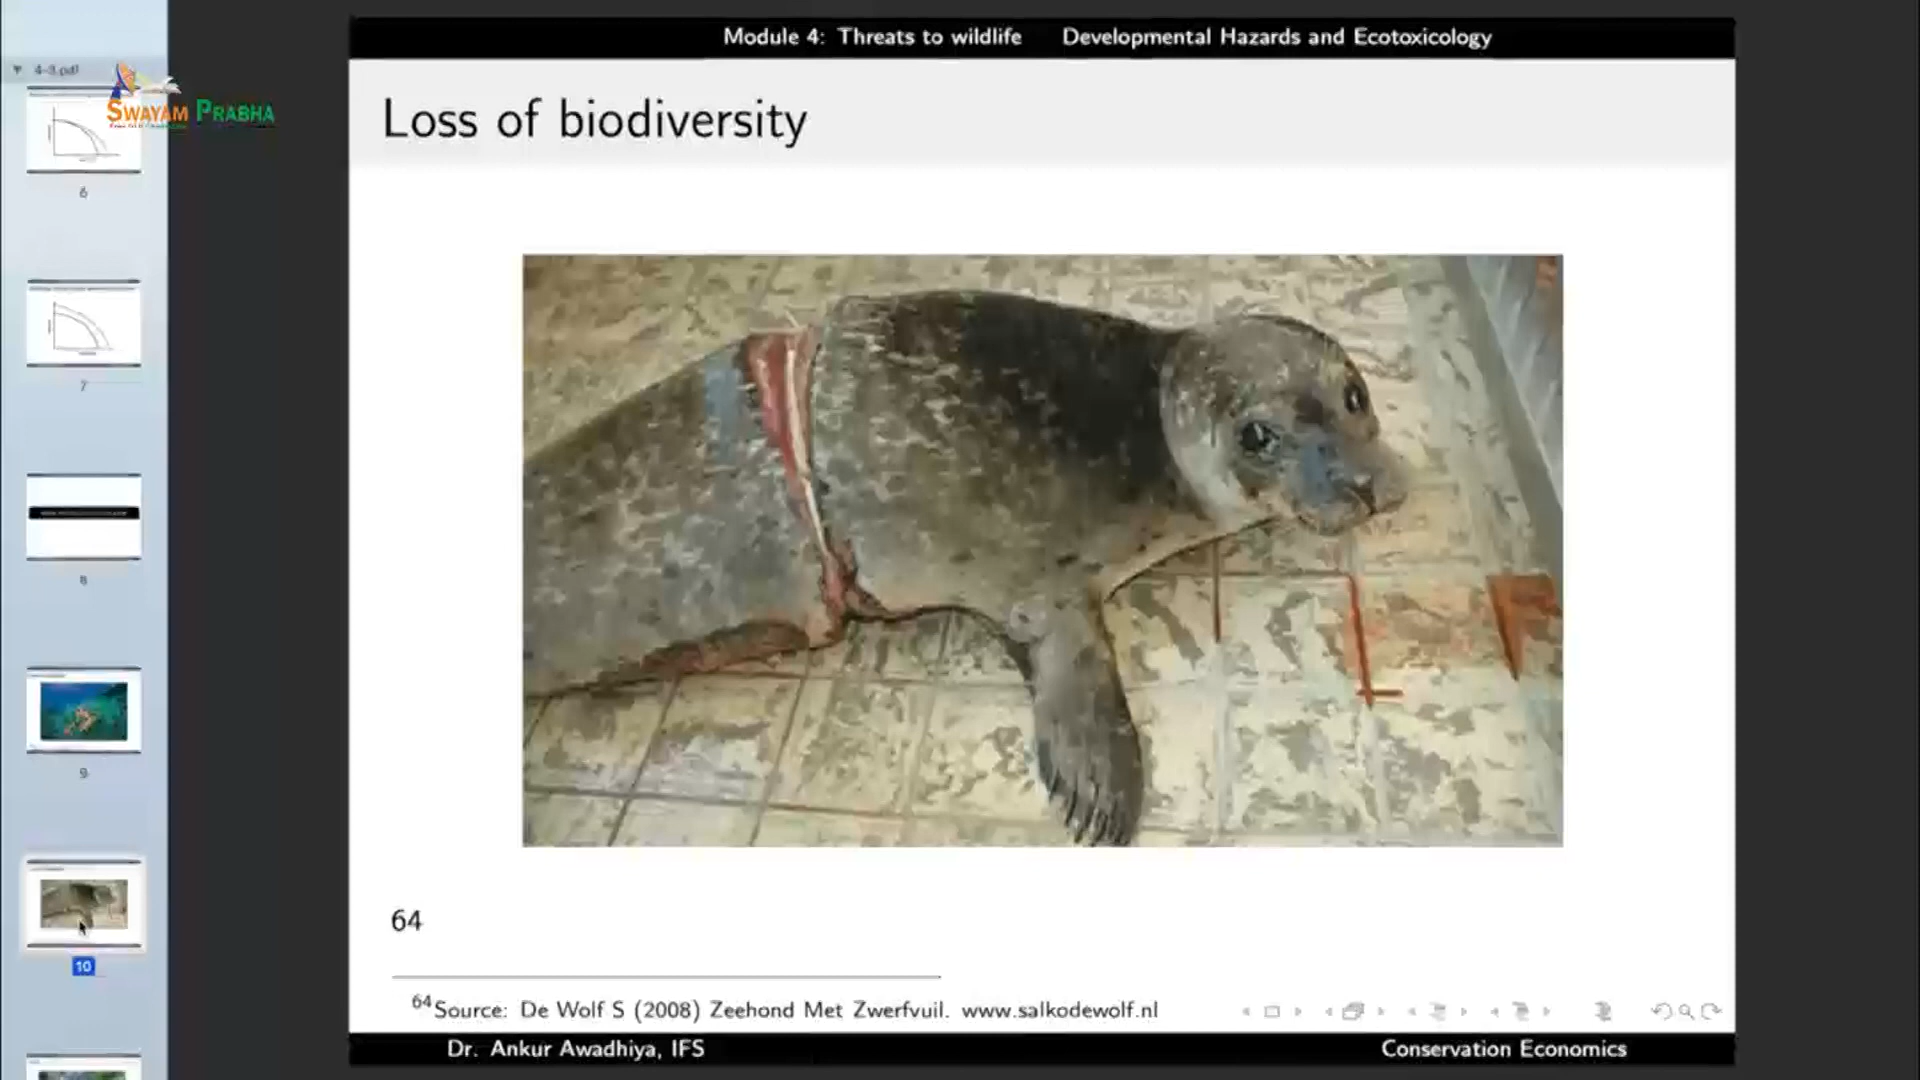 Module 4: Threats to wildlife Developmental Hazards and Ecotoxicology
4-3.pdf
SWAYAM PRABHA
Loss of biodiversity
6
7
8
9
10
64
64 Source: De Wolf S (2008) Zeehond Met Zwerfvuil. www.salkodewolf.nl
Dr. Ankur Awadhiya, IFS Conservation Economics